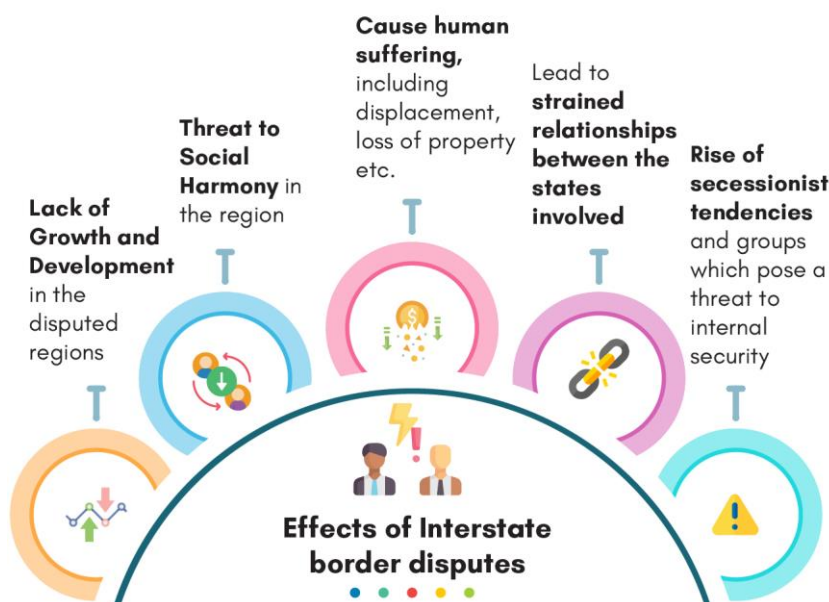 Lack of
Growth and
Development
in the
disputed
regions
Threat to
Social
Harmony in
the region
Cause human
suffering,
including
displacement,
loss of property
etc.
Lead to
strained
relationships
between the
states
involved
Rise of
secessionist
tendencies
and groups
which pose a
threat to
internal
security
Effects of Interstate
border disputes